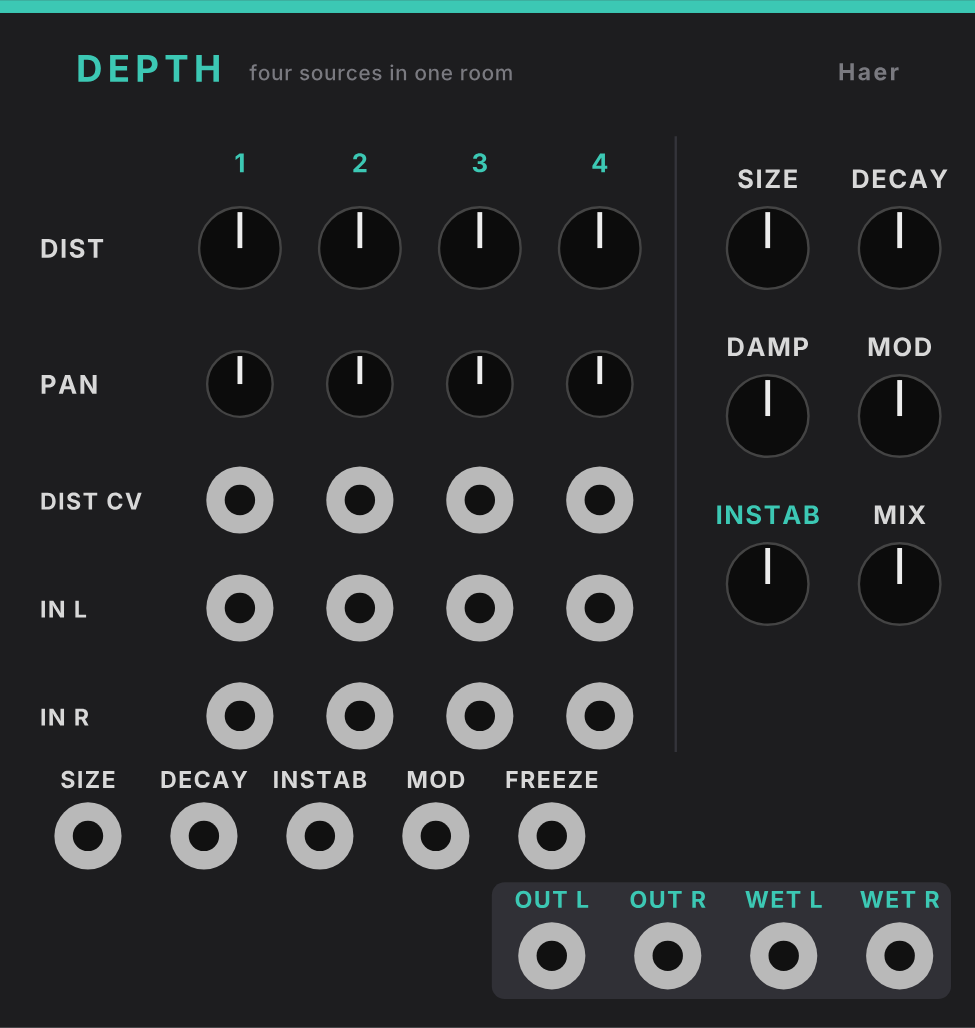 DEPTH four sources in one room Haer
1 2 3 4
SIZE DECAY
DIST
DAMP MOD
PAN
DIST CV
INSTAB MIX
IN L
IN R
SIZE DECAY INSTAB MOD FREEZE
OUT L OUT R WET L WET R